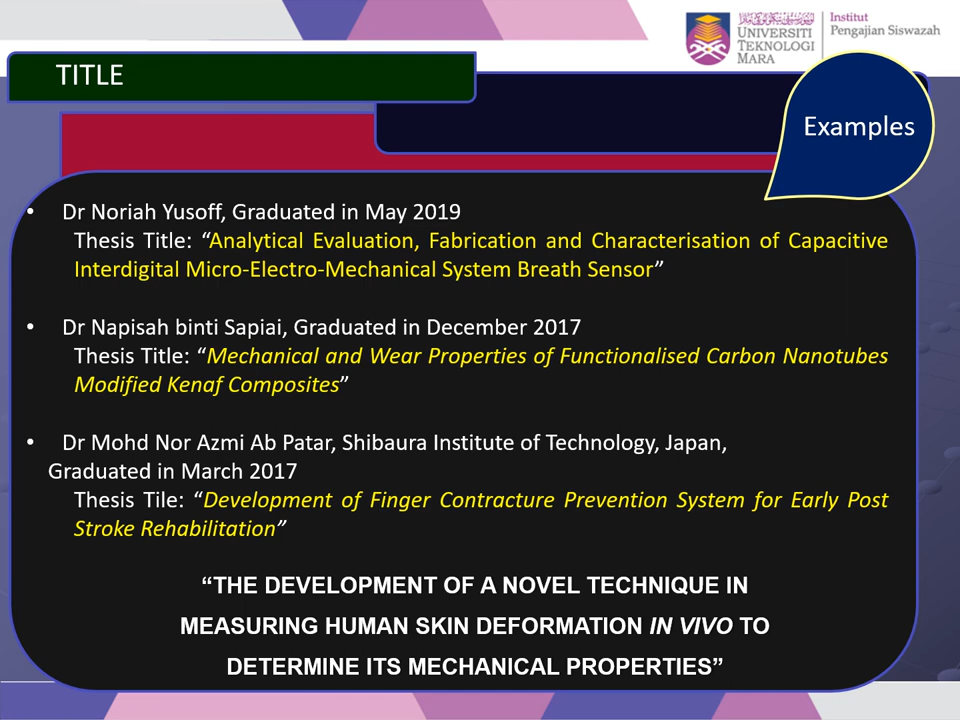 UNIVERSITI
TEKNOLOGI
MARA
Institut
Pengajian Siswazah
TITLE
Examples
• Dr Noriah Yusoff, Graduated in May 2019
Thesis Title: “Analytical Evaluation, Fabrication and Characterisation of Capacitive
Interdigital Micro-Electro-Mechanical System Breath Sensor”
• Dr Napisah binti Sapiai, Graduated in December 2017
Thesis Title: “Mechanical and Wear Properties of Functionalised Carbon Nanotubes
Modified Kenaf Composites”
• Dr Mohd Nor Azmi Ab Patar, Shibaura Institute of Technology, Japan,
Graduated in March 2017
Thesis Tile: “Development of Finger Contracture Prevention System for Early Post
Stroke Rehabilitation”
“THE DEVELOPMENT OF A NOVEL TECHNIQUE IN
MEASURING HUMAN SKIN DEFORMATION IN VIVO TO
DETERMINE ITS MECHANICAL PROPERTIES”